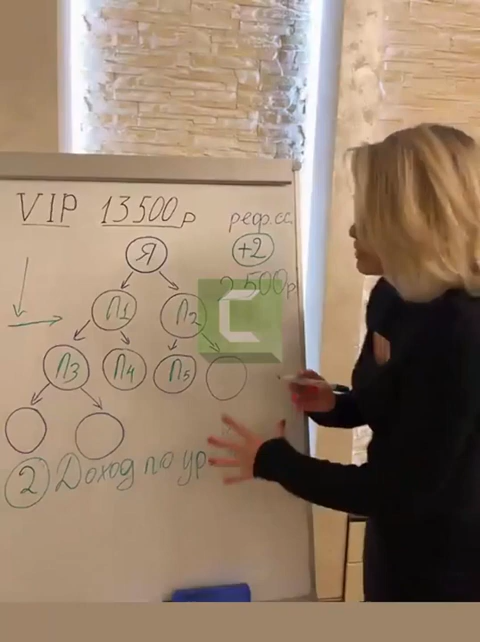 VIP 13500р
реф.сс.
Я
+2
2 500р
П1
П2
П3
П4
П5
2 Доход по ур